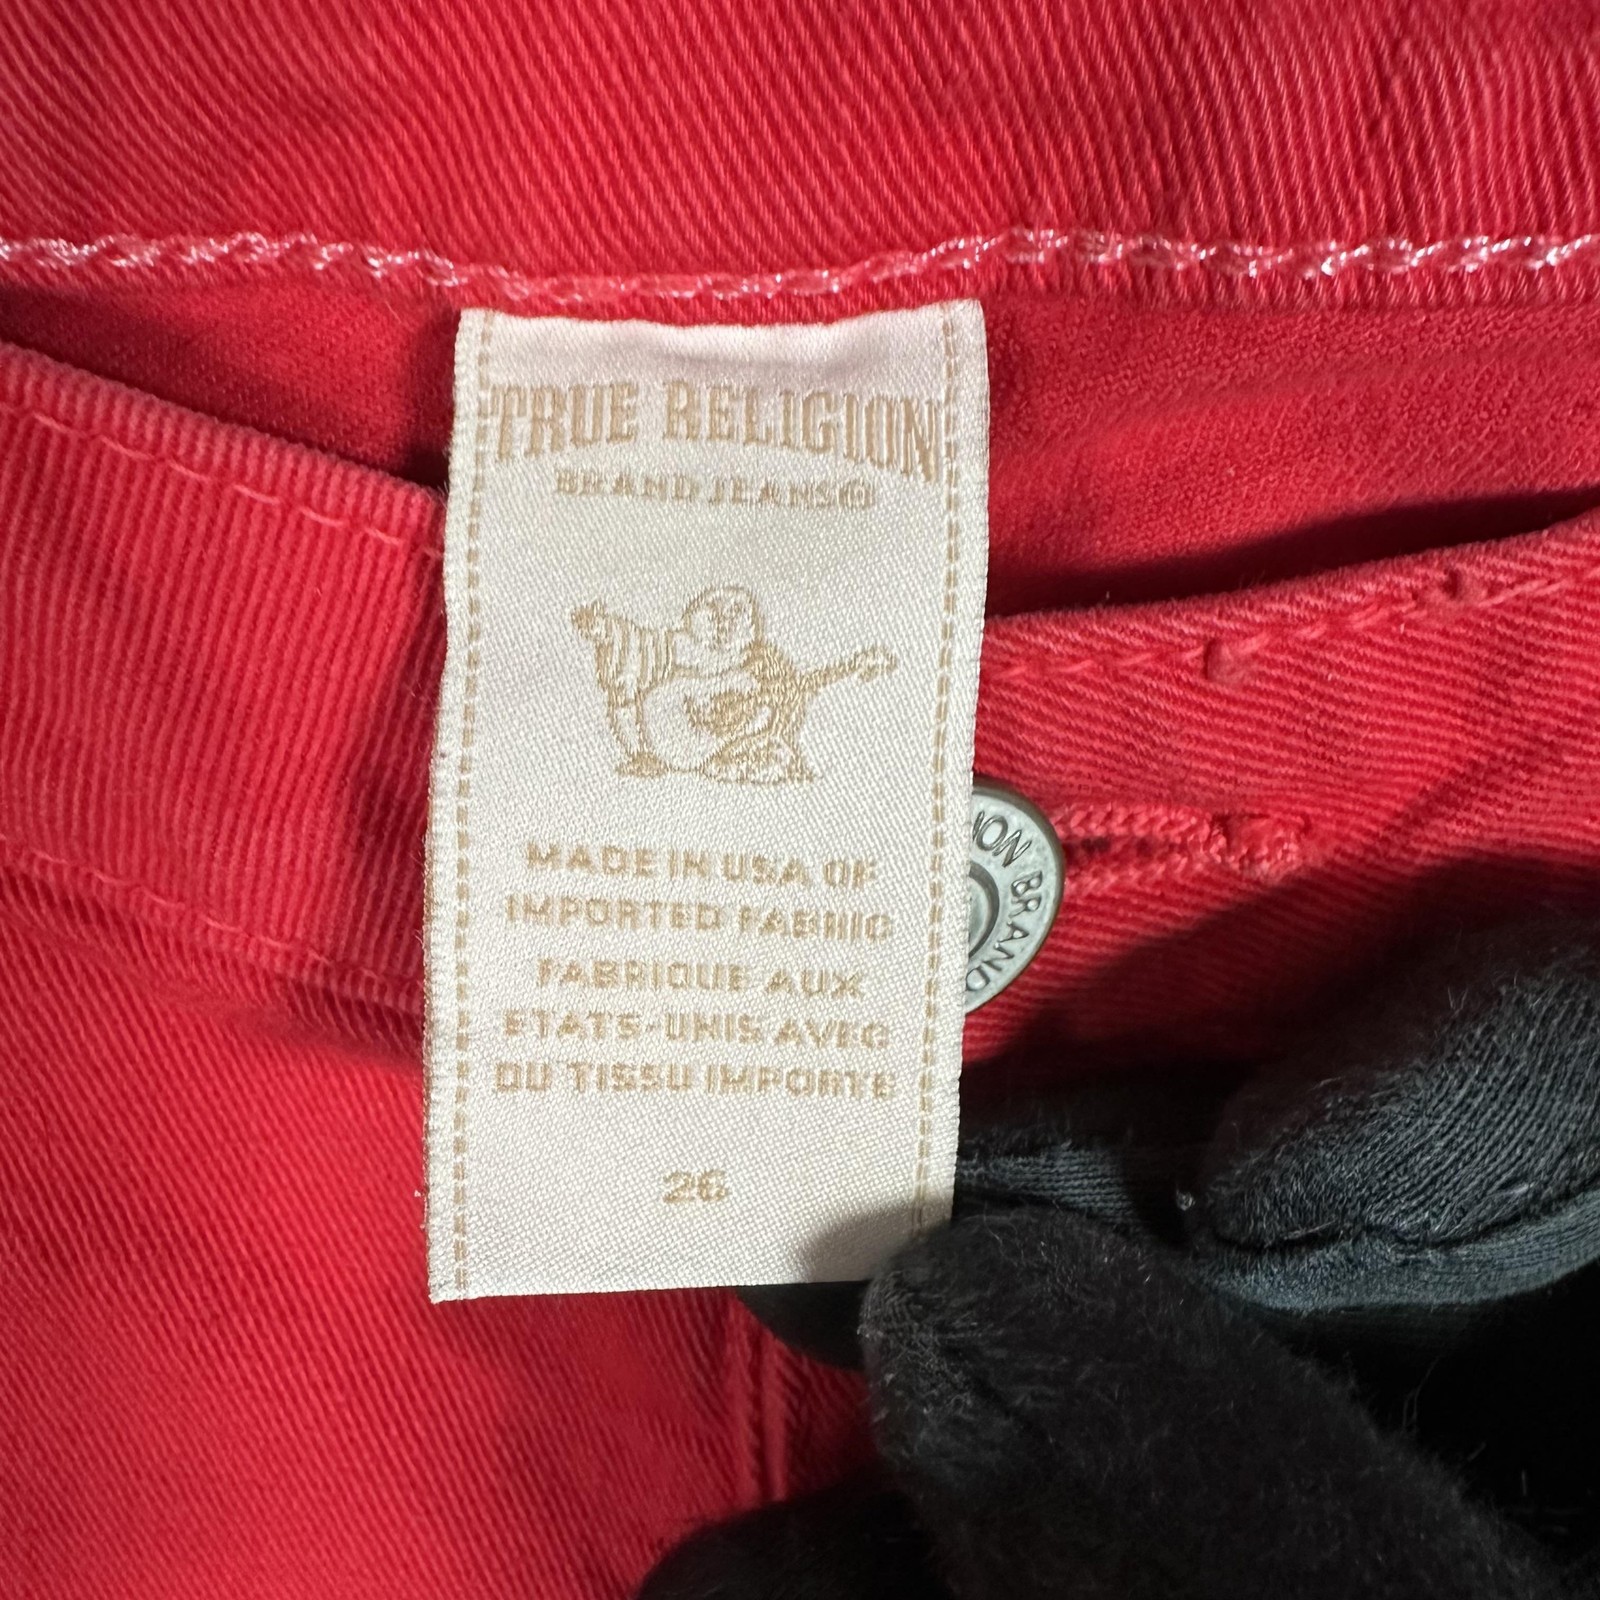 TRUE RELIGION
BRAND JEANS®
MADE IN USA OF
IMPORTED FABRIC
FABRIQUE AUX
ETATS-UNIS AVEC
DU TISSU IMPORTE
26
BRAND